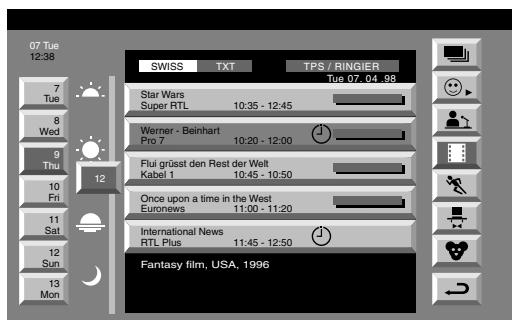 07 Tue
12:38
SWISS TXT TPS / RINGIER
Tue 07. 04 .98
7
Tue
8
Wed
9
Thu
10
Fri
11
Sat
12
Sun
13
Mon
12
Star Wars
Super RTL 10:35 - 12:45
Werner - Beinhart
Pro 7 10:20 - 12:00
Flui grüsst den Rest der Welt
Kabel 1 10:45 - 10:50
Once upon a time in the West
Euronews 11:00 - 11:20
International News
RTL Plus 11:45 - 12:50
Fantasy film, USA, 1996